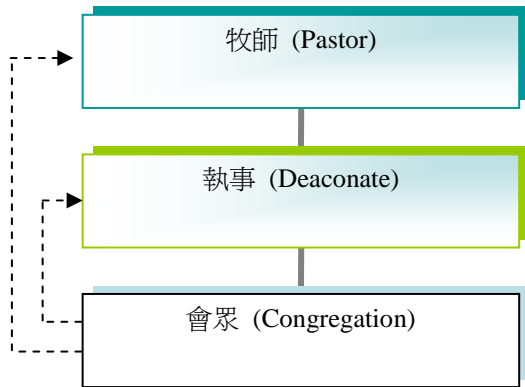 牧師 (Pastor)
執事 (Deaconate)
會眾 (Congregation)